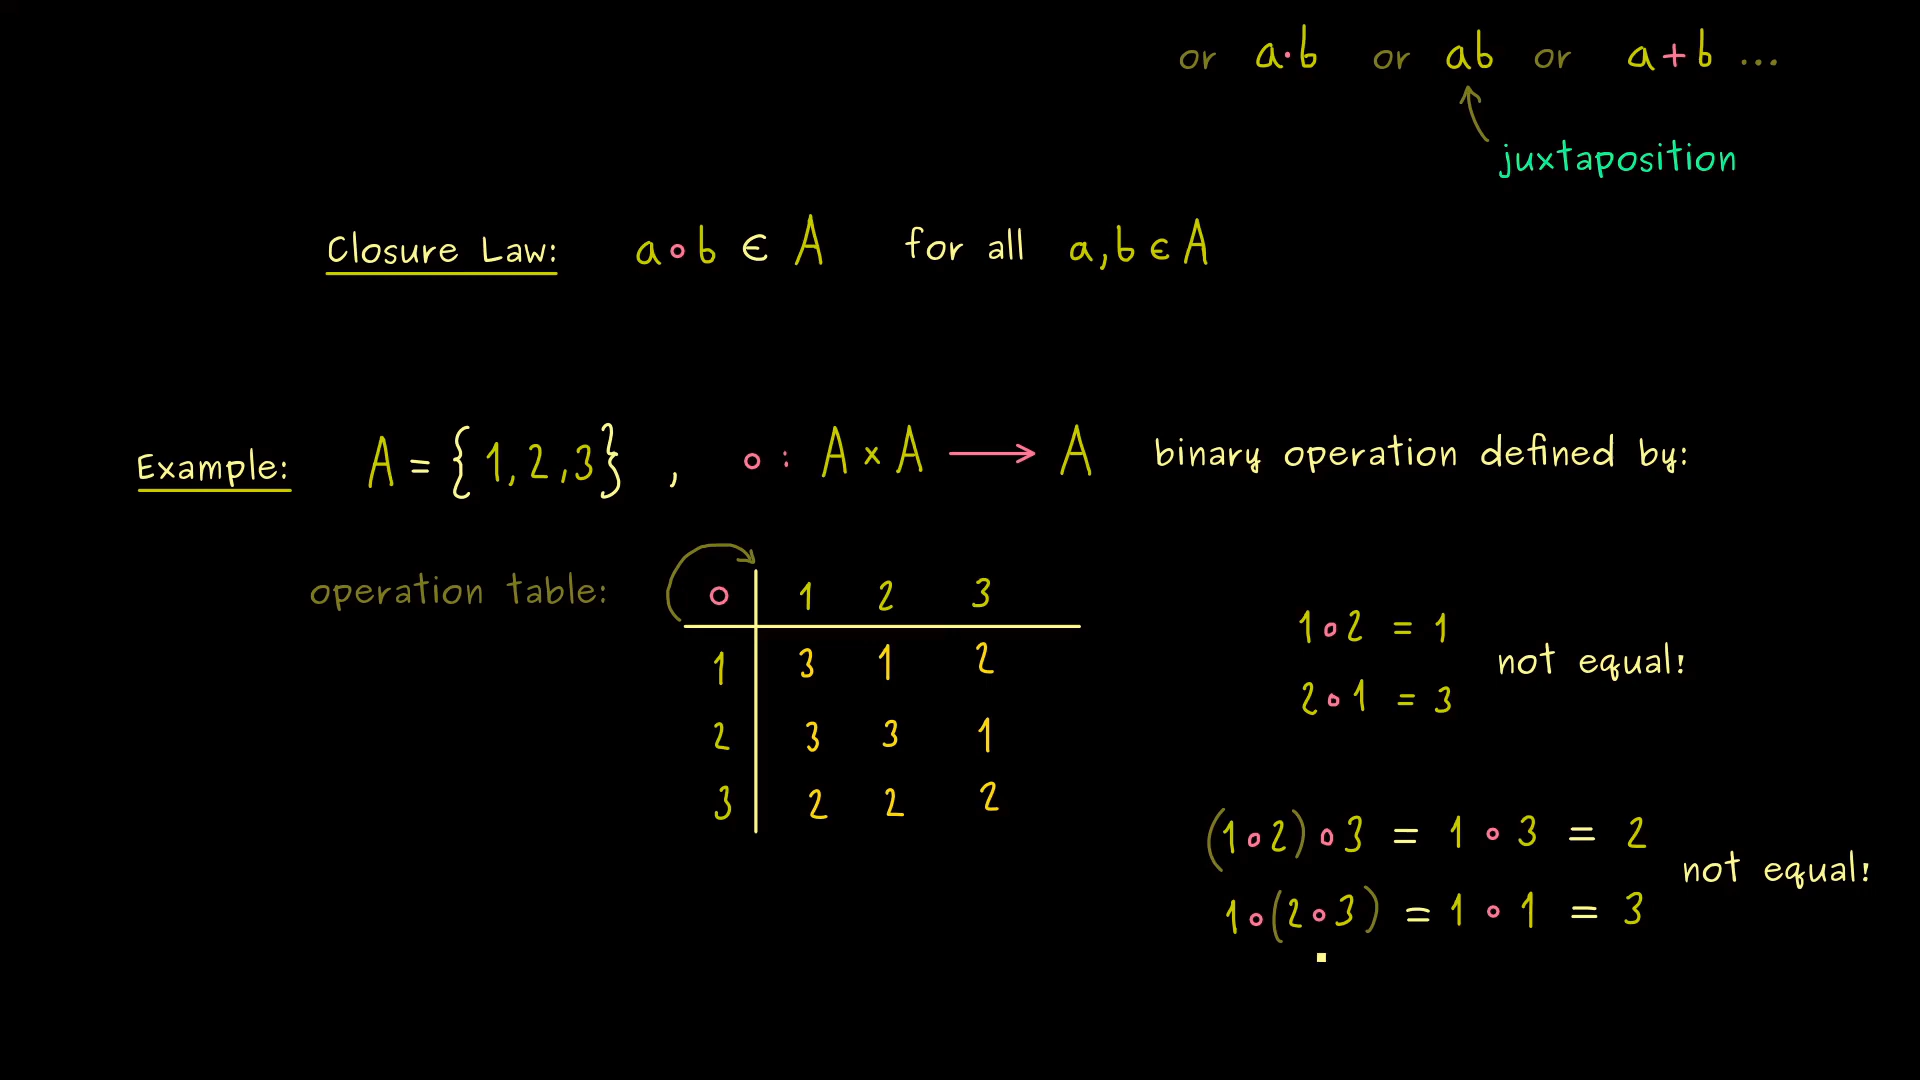 or a·b or ab or a+b ...
juxtaposition
Closure Law: a∘b ∈ A for all a,b ∈ A
Example: A = {1,2,3} , ∘ : A × A ⟶ A binary operation defined by:
operation table:
∘ 1 2 3
1 3 1 2
2 3 3 1
3 2 2 2
1∘2 = 1
2∘1 = 3
not equal!
(1∘2)∘3 = 1∘3 = 2
1∘(2∘3) = 1∘1 = 3
not equal!